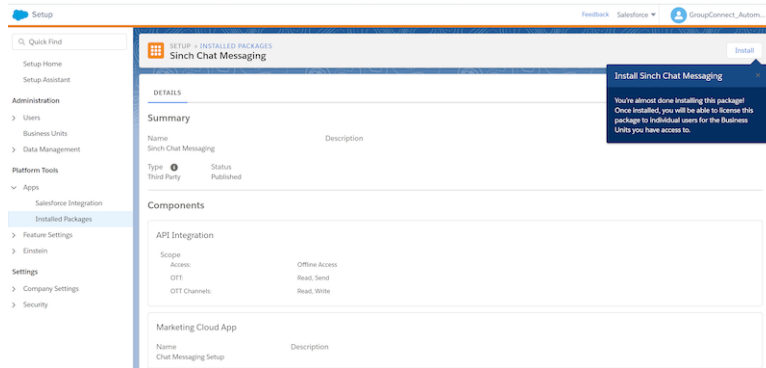 Setup
Feedback
Salesforce
GroupConnect_Autom...
Quick Find
Setup Home
Setup Assistant
Administration
Users
Business Units
Data Management
Platform Tools
Apps
Salesforce Integration
Installed Packages
Feature Settings
Einstein
Settings
Company Settings
Security
SETUP > INSTALLED PACKAGES
Sinch Chat Messaging
Install
Install Sinch Chat Messaging
You're almost done installing this package!
Once installed, you will be able to license this
package to individual users for the Business
Units you have access to.
DETAILS
Summary
Name Description
Sinch Chat Messaging
Type Status
Third Party Published
Components
API Integration
Scope
Access: Offline Access
OTT: Read, Send
OTT Channels: Read, Write
Marketing Cloud App
Name Description
Chat Messaging Setup